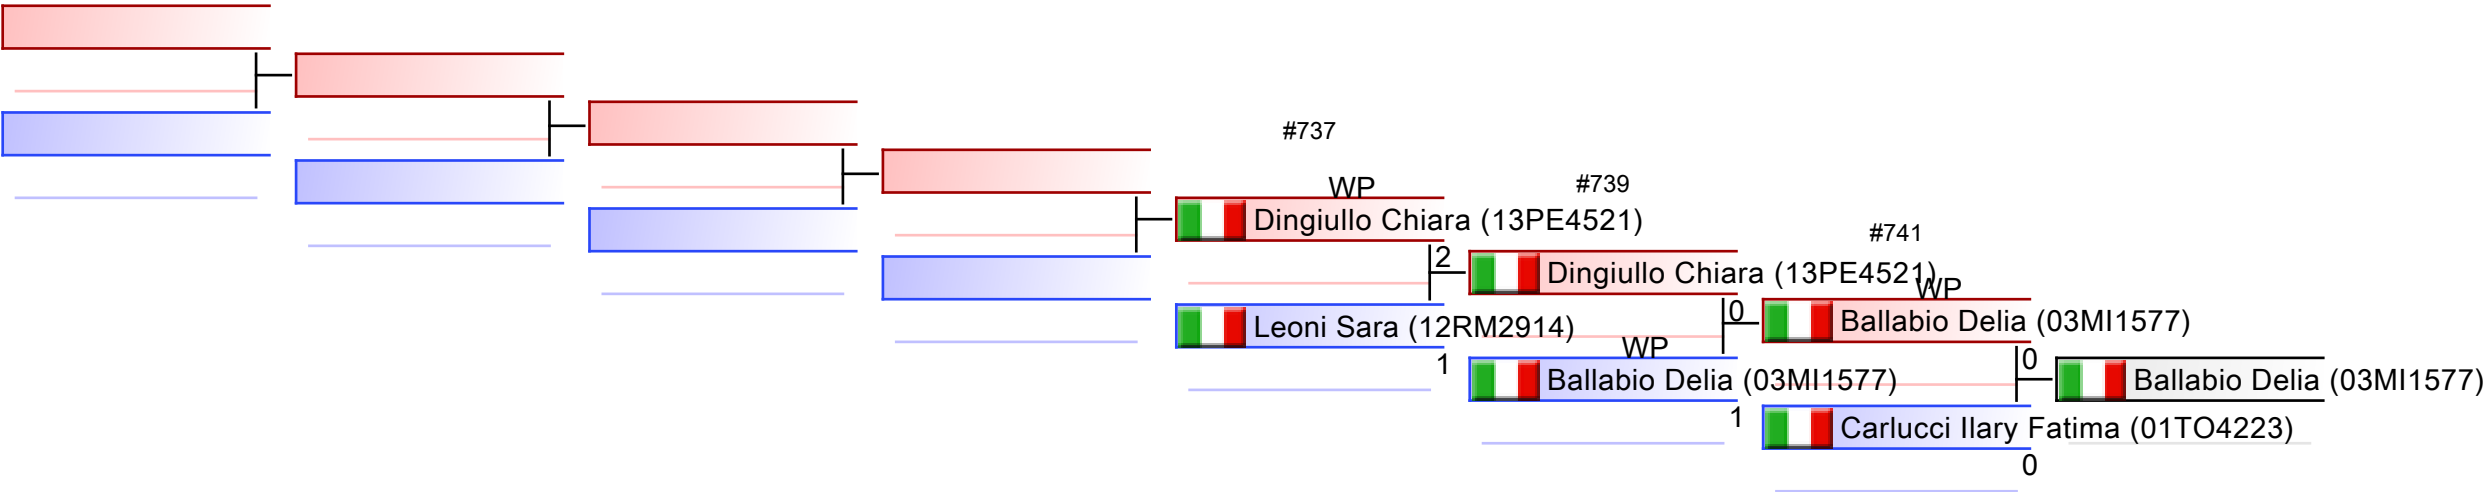 #737
WP
Dingiullo Chiara (13PE4521)
2
Leoni Sara (12RM2914)
1
#739
Dingiullo Chiara (13PE4521)
0
WP
Ballabio Delia (03MI1577)
1
#741
WP
Ballabio Delia (03MI1577)
0
Carlucci Ilary Fatima (01TO4223)
0
Ballabio Delia (03MI1577)